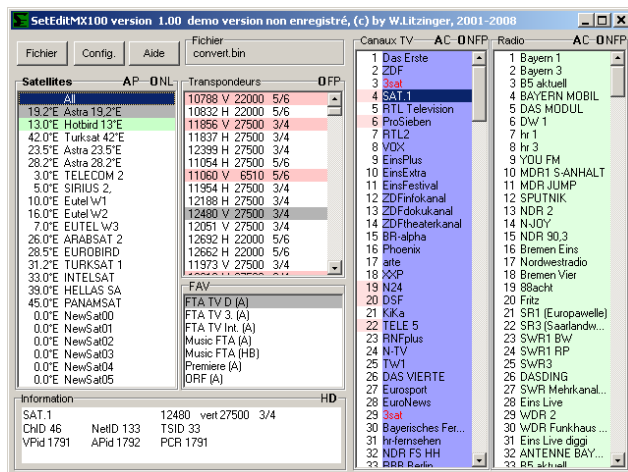 SetEditMX100 version 1.00 demo version non enregistré, (c) by W.Litzinger, 2001-2008
Fichier Config. Aide
Fichier
convert.bin
Satellites AP ONL
All
19.2°E Astra 19,2°E
13.0°E Hotbird 13°E
42.0°E Turksat 42°E
23.5°E Astra 23.5°E
28.2°E Astra 28.2°E
3.0°E TELECOM 2
5.0°E SIRIUS 2,
10.0°E Eutel W1
16.0°E Eutel W2
7.0°E EUTEL W3
26.0°E ARABSAT 2
28.5°E EUROBIRD
31.2°E TURKSAT 1
33.0°E INTELSAT
39.0°E HELLAS SA
45.0°E PANAMSAT
0.0°E NewSat00
0.0°E NewSat01
0.0°E NewSat02
0.0°E NewSat03
0.0°E NewSat04
0.0°E NewSat05
Transpondeurs OFP
10788 V 22000 5/6
10832 H 22000 5/6
11856 V 27500 3/4
11837 H 27500 3/4
12399 H 27500 3/4
11054 H 27500 5/6
11060 V 6510 5/6
11954 H 27500 3/4
12188 H 27500 3/4
12480 V 27500 3/4
12051 V 27500 3/4
12692 H 22000 5/6
12662 H 22000 5/6
11973 V 27500 3/4
FAV
FTA TV D (A)
FTA TV 3. (A)
FTA TV Int. (A)
Music FTA (A)
Music FTA (HB)
Premiere (A)
ORF (A)
Canaux TV AC ONFP
1 Das Erste
2 ZDF
3 3sat
4 SAT.1
5 RTL Television
6 ProSieben
7 RTL2
8 VOX
9 EinsPlus
10 EinsExtra
11 EinsFestival
12 ZDFinfokanal
13 ZDFdokukanal
14 ZDFtheaterkanal
15 BR-alpha
16 Phoenix
17 arte
18 XXP
19 N24
20 DSF
21 KiKa
22 TELE 5
23 RNFplus
24 N-TV
25 TW1
26 DAS VIERTE
27 Eurosport
28 EuroNews
29 3sat
30 Bayerisches Fer...
31 hr-fernsehen
32 NDR FS HH
33 RBB Berlin
Radio AC ONFP
1 Bayern 1
2 Bayern 3
3 B5 aktuell
4 BAYERN MOBIL
5 DAS MODUL
6 DW 1
7 hr 1
8 hr 3
9 YOU FM
10 MDR1 S-ANHALT
11 MDR JUMP
12 SPUTNIK
13 NDR 2
14 N-JOY
15 NDR 90,3
16 Bremen Eins
17 Nordwestradio
18 Bremen Vier
19 88acht
20 Fritz
21 SR1 (Europawelle)
22 SR3 (Saarlandw...
23 SWR1 BW
24 SWR1 RP
25 SWR3
26 DASDING
27 SWR Mehrkanal...
28 Eins Live
29 WDR 2
30 WDR Funkhaus ...
31 Eins Live diggi
32 ANTENNE BAY...
33 B5 aktuell
Information HD
SAT.1 12480 vert 27500 3/4
ChID 46 NetID 133 TSID 33
VPid 1791 APid 1792 PCR 1791